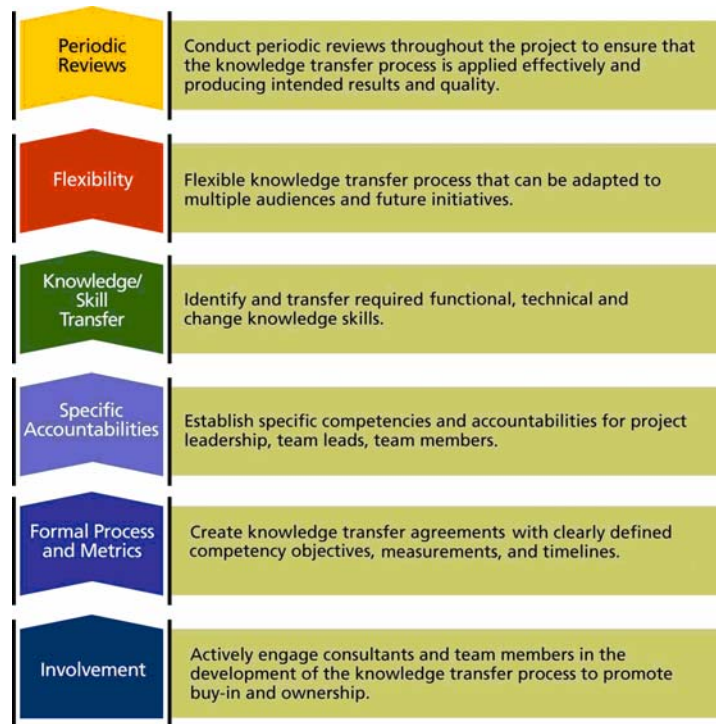 Periodic
Reviews
Conduct periodic reviews throughout the project to ensure that
the knowledge transfer process is applied effectively and
producing intended results and quality.
Flexibility
Flexible knowledge transfer process that can be adapted to
multiple audiences and future initiatives.
Knowledge/
Skill
Transfer
Identify and transfer required functional, technical and
change knowledge skills.
Specific
Accountabilities
Establish specific competencies and accountabilities for project
leadership, team leads, team members.
Formal Process
and Metrics
Create knowledge transfer agreements with clearly defined
competency objectives, measurements, and timelines.
Involvement
Actively engage consultants and team members in the
development of the knowledge transfer process to promote
buy-in and ownership.